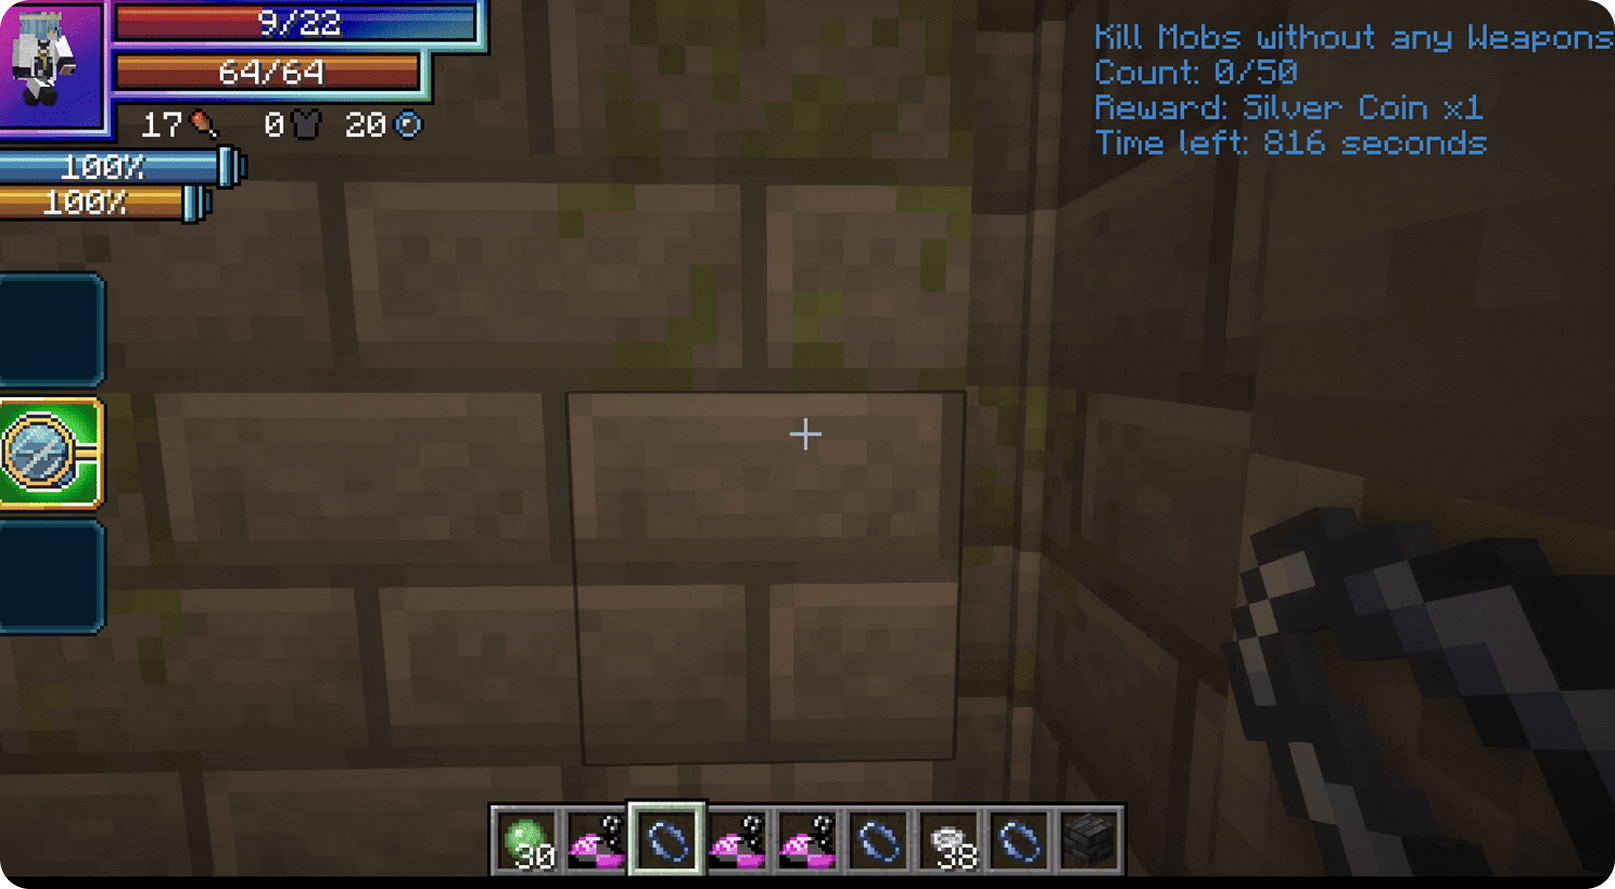 9/22
64/64
17 0 20
100%
100%
Kill Mobs without any Weapons
Count: 0/50
Reward: Silver Coin x1
Time left: 816 seconds
30 38